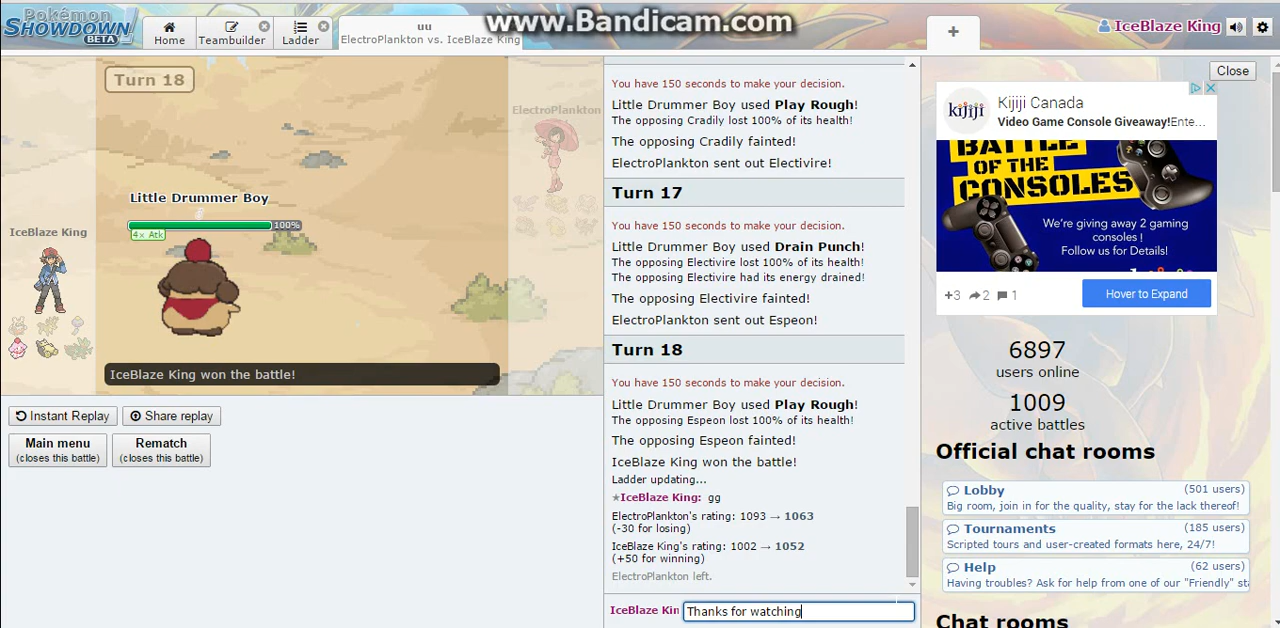 www.Bandicam.com
Pokémon
SHOWDOWN
BETA
Home
Teambuilder
Ladder
uu
ElectroPlankton vs. IceBlaze King
+
IceBlaze King
Turn 18
ElectroPlankton
Little Drummer Boy
100%
4x Atk
IceBlaze King
IceBlaze King won the battle!
Instant Replay
Share replay
Main menu
(closes this battle)
Rematch
(closes this battle)
You have 150 seconds to make your decision.
Little Drummer Boy used Play Rough!
The opposing Cradily lost 100% of its health!
The opposing Cradily fainted!
ElectroPlankton sent out Electivire!
Turn 17
You have 150 seconds to make your decision.
Little Drummer Boy used Drain Punch!
The opposing Electivire lost 100% of its health!
The opposing Electivire had its energy drained!
The opposing Electivire fainted!
ElectroPlankton sent out Espeon!
Turn 18
You have 150 seconds to make your decision.
Little Drummer Boy used Play Rough!
The opposing Espeon lost 100% of its health!
The opposing Espeon fainted!
IceBlaze King won the battle!
Ladder updating...
★IceBlaze King: gg
ElectroPlankton's rating: 1093 → 1063
(-30 for losing)
IceBlaze King's rating: 1002 → 1052
(+50 for winning)
ElectroPlankton left.
IceBlaze Kin
Thanks for watching
Close
kijiji
Kijiji Canada
Video Game Console Giveaway!Ente...
BATTLE
OF THE
CONSOLES
We're giving away 2 gaming
consoles !
Follow us for Details!
+3
2
1
Hover to Expand
6897
users online
1009
active battles
Official chat rooms
Lobby
(501 users)
Big room, join in for the quality, stay for the lack thereof!
Tournaments
(185 users)
Scripted tours and user-created formats here, 24/7!
Help
(62 users)
Having troubles? Ask for help from one of our "Friendly" sta
Chat rooms